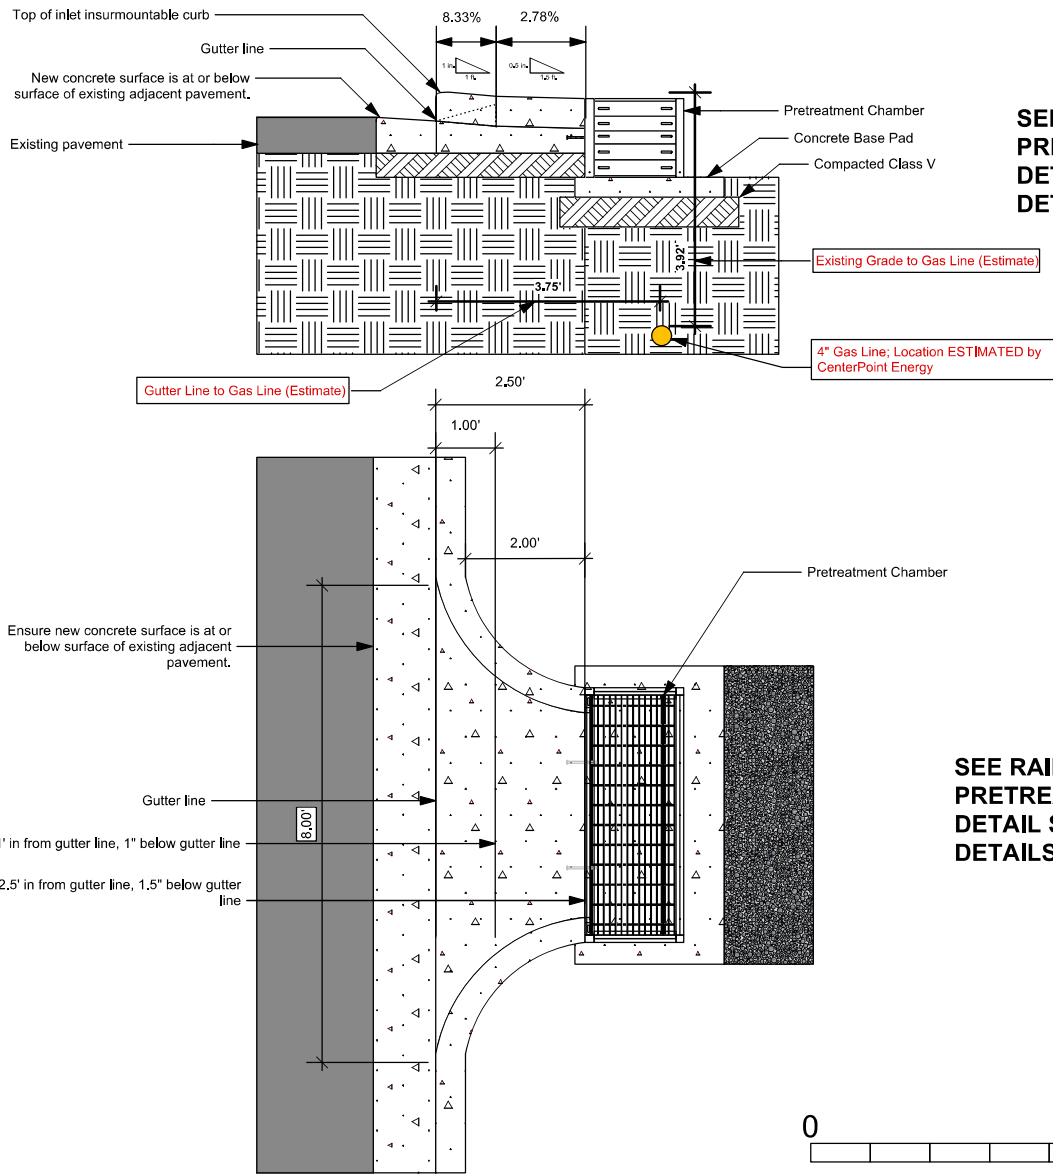 Top of inlet insurmountable curb
8.33%
2.78%
Gutter line
1 in.
1 ft.
0.5 in.
1.5 ft.
New concrete surface is at or below
surface of existing adjacent pavement.
Existing pavement
Pretreatment Chamber
Concrete Base Pad
Compacted Class V
3.92'
Existing Grade to Gas Line (Estimate)
3.75'
4" Gas Line; Location ESTIMATED by
CenterPoint Energy
Gutter Line to Gas Line (Estimate)
2.50'
1.00'
2.00'
Pretreatment Chamber
Ensure new concrete surface is at or
below surface of existing adjacent
pavement.
Gutter line
8.00'
1' in from gutter line, 1" below gutter line
2.5' in from gutter line, 1.5" below gutter
line
SEE RAI
PRETREA
DETAIL S
DETAILS
0